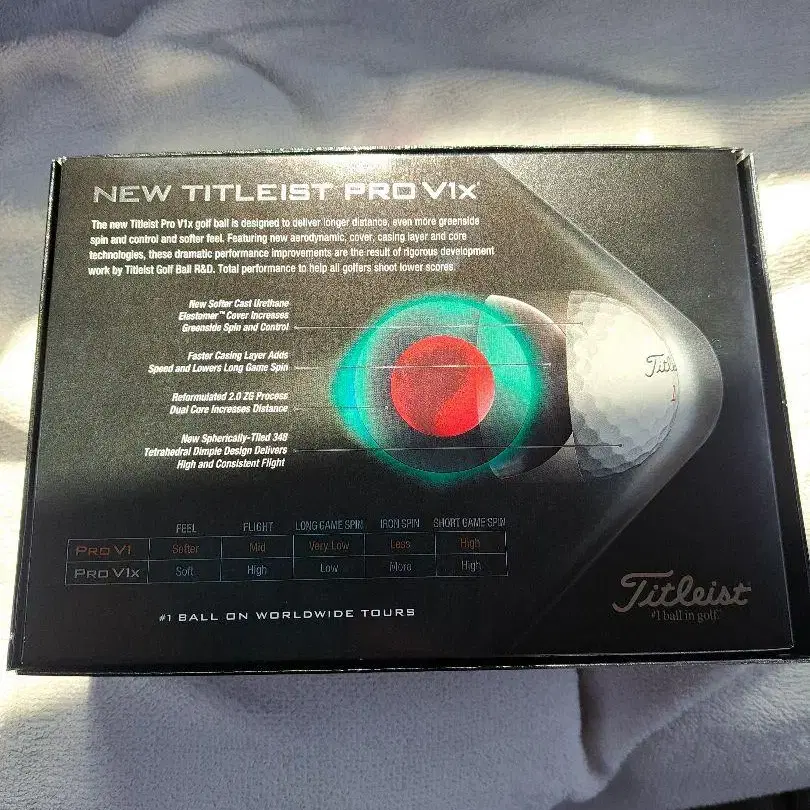 NEW TITLEIST PRO V1x
The new Titleist Pro V1x golf ball is designed to deliver longer distance, even more greenside
spin and control and softer feel. Featuring new aerodynamic, cover, casing layer and core
technologies, these dramatic performance improvements are the result of rigorous development
work by Titleist Golf Ball R&D. Total performance to help all golfers shoot lower scores.
New Softer Cast Urethane
Elastomer™ Cover Increases
Greenside Spin and Control
Faster Casing Layer Adds
Speed and Lowers Long Game Spin
Reformulated 2.0 ZG Process
Dual Core Increases Distance
New Spherically-Tiled 348
Tetrahedral Dimple Design Delivers
High and Consistent Flight
Title
1
FEEL FLIGHT LONG GAME SPIN IRON SPIN SHORT GAME SPIN
PRO V1 Softer Mid Very Low Less High
PRO V1x Soft High Low More High
#1 BALL ON WORLDWIDE TOURS
Titleist
#1 ball in golf.™